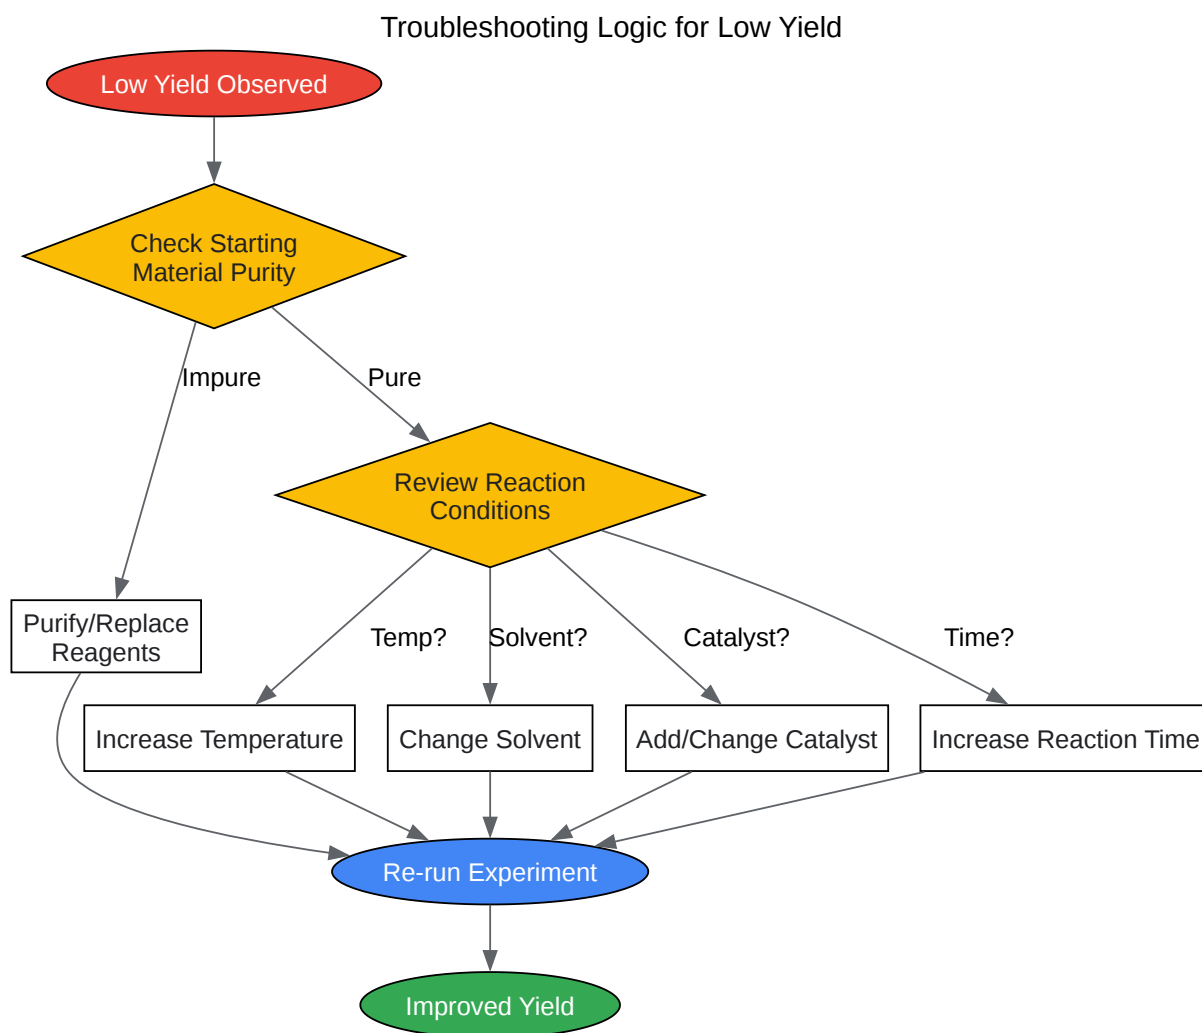 Troubleshooting Logic for Low Yield
Low Yield Observed
Check Starting
Material Purity
Impure
Pure
Review Reaction
Conditions
Purify/Replace
Reagents
Temp?
Solvent?
Catalyst?
Time?
Increase Temperature
Change Solvent
Add/Change Catalyst
Increase Reaction Time
Re-run Experiment
Improved Yield